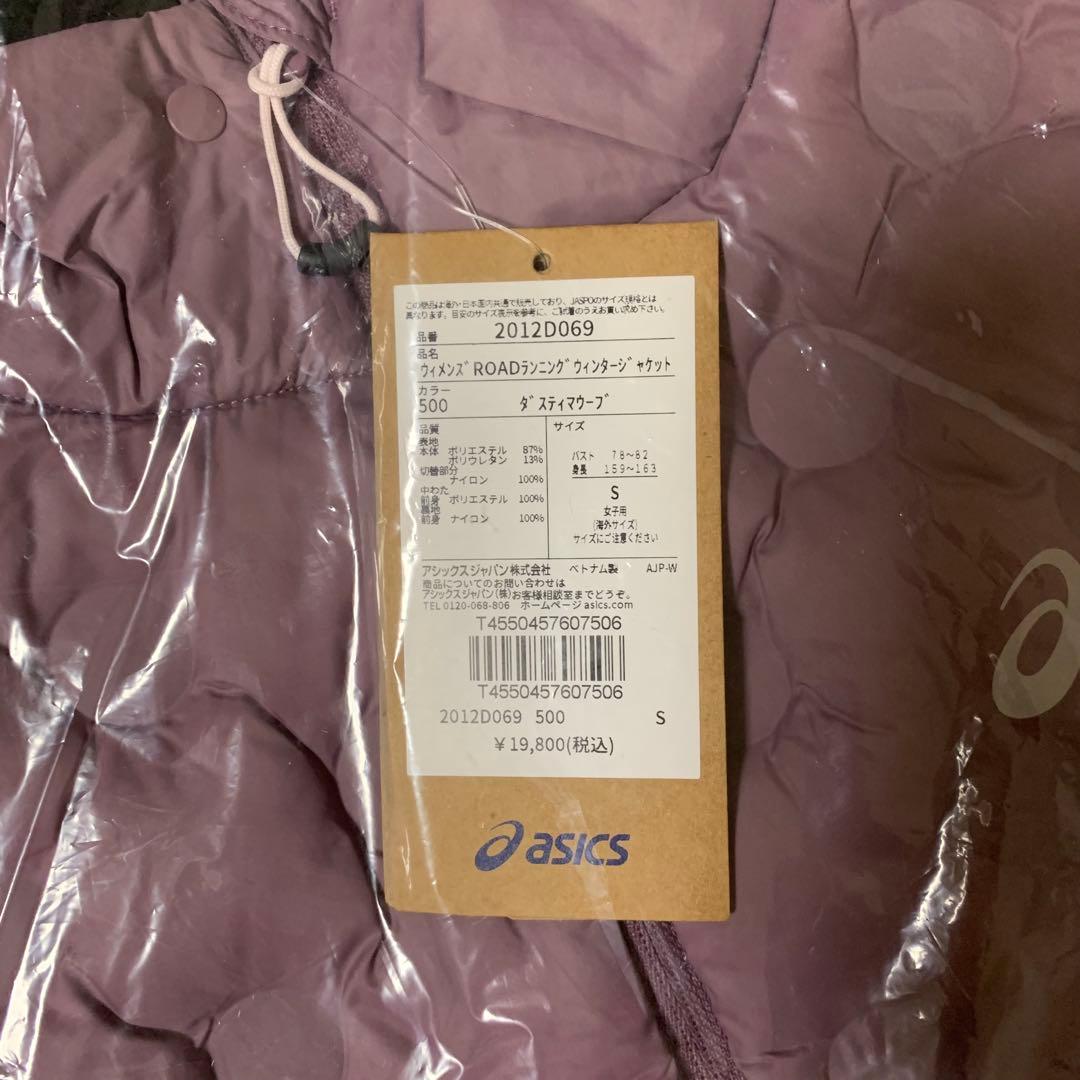 この商品は海外・日本国内共通で販売しており、JASPOのサイズ規格とは
異なります。目安のサイズ表示を参考に、ご試着のうえお買い求め下さい。
品番 2012D069
品名
ウィメンズROADランニングウィンタージャケット
カラー
500 ダスティマウーブ
品質
表地
本体 ポリエステル 87%
ポリウレタン 13%
切替部分
ナイロン 100%
中わた
前身 ポリエステル 100%
裏地
前身 ナイロン 100%
サイズ
バスト 78~82
身長 159~163
S
女子用
(海外サイズ)
サイズにご注意ください
アシックスジャパン株式会社 ベトナム製 AJP-W
商品についてのお問い合わせは
アシックスジャパン(株)お客様相談室までどうぞ。
TEL 0120-068-806 ホームページasics.com
T4550457607506
T4550457607506
2012D069 500 S
¥19,800(税込)
asics